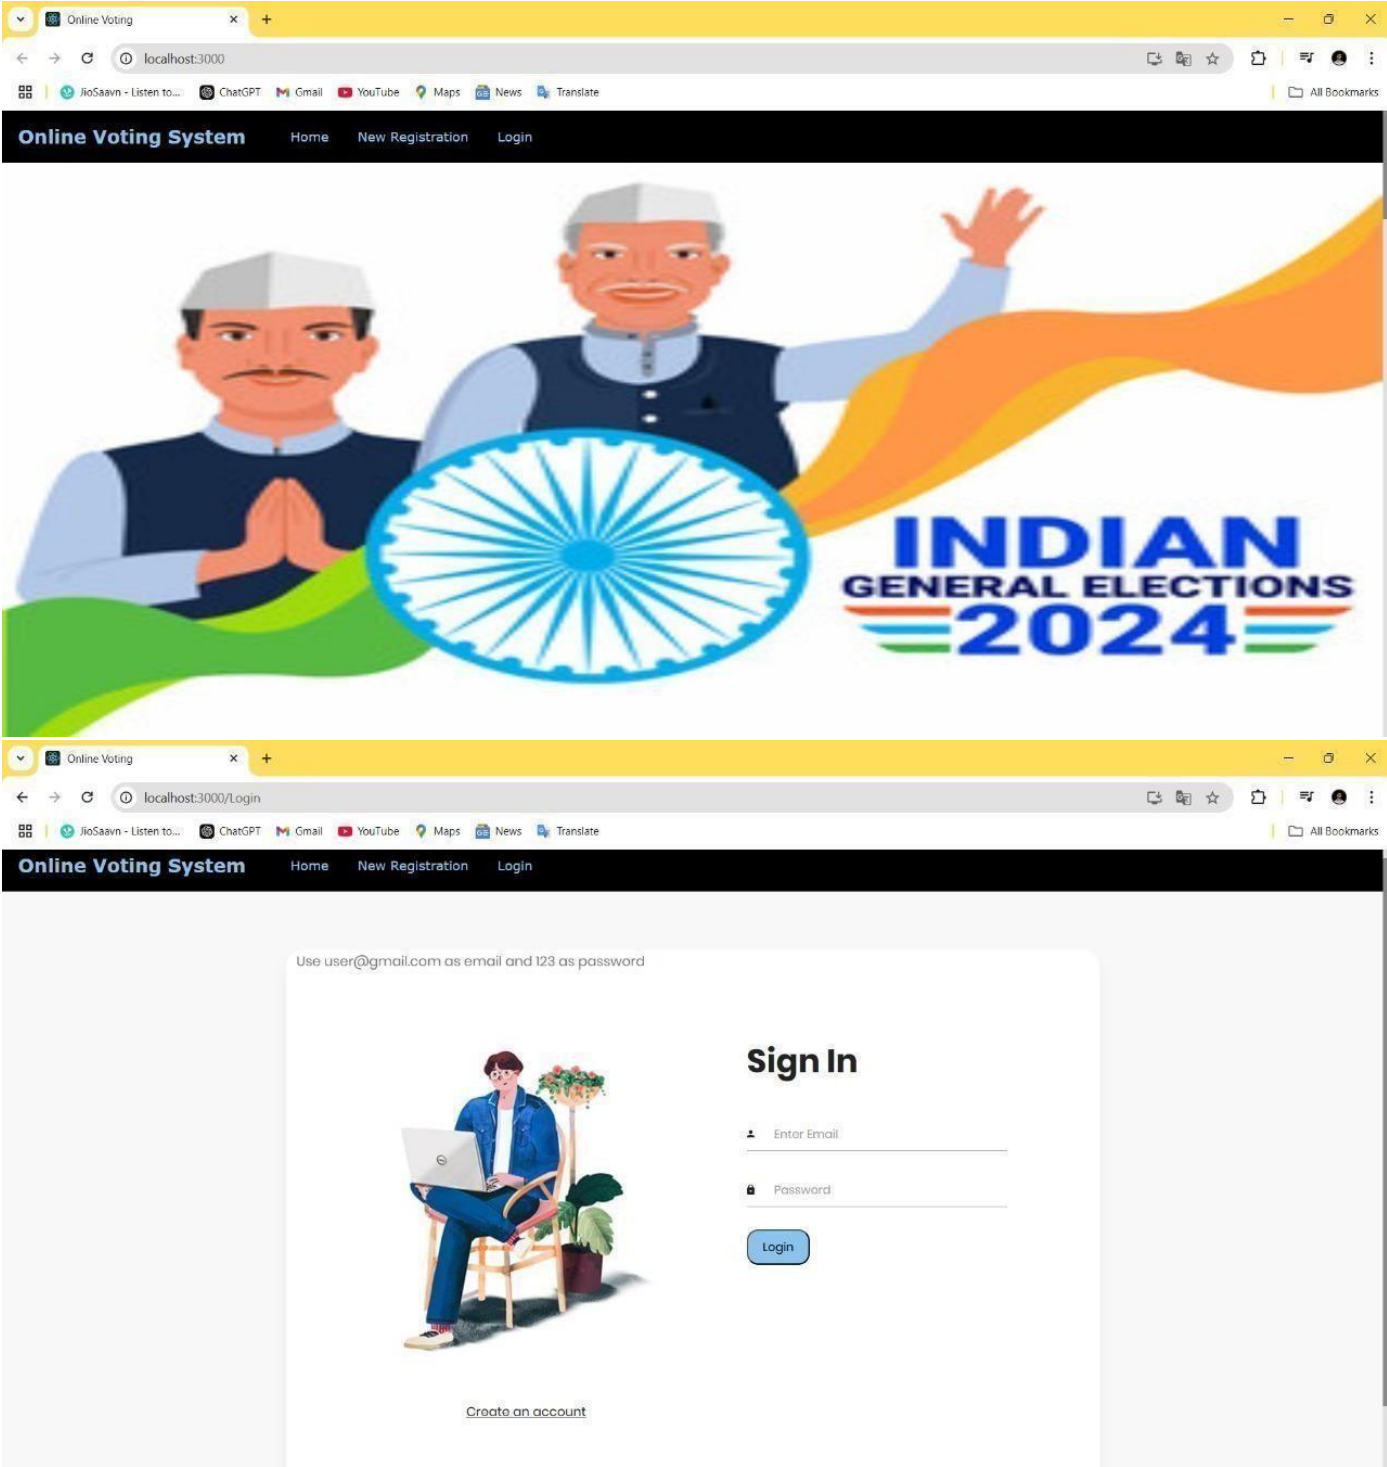 Online Voting
localhost:3000
JioSaavn - Listen to... ChatGPT Gmail YouTube Maps News Translate All Bookmarks
Online Voting System Home New Registration Login
INDIAN
GENERAL ELECTIONS
2024
Online Voting
localhost:3000/Login
JioSaavn - Listen to... ChatGPT Gmail YouTube Maps News Translate All Bookmarks
Online Voting System Home New Registration Login
Use user@gmail.com as email and 123 as password
Sign In
Enter Email
Password
Login
Create an account